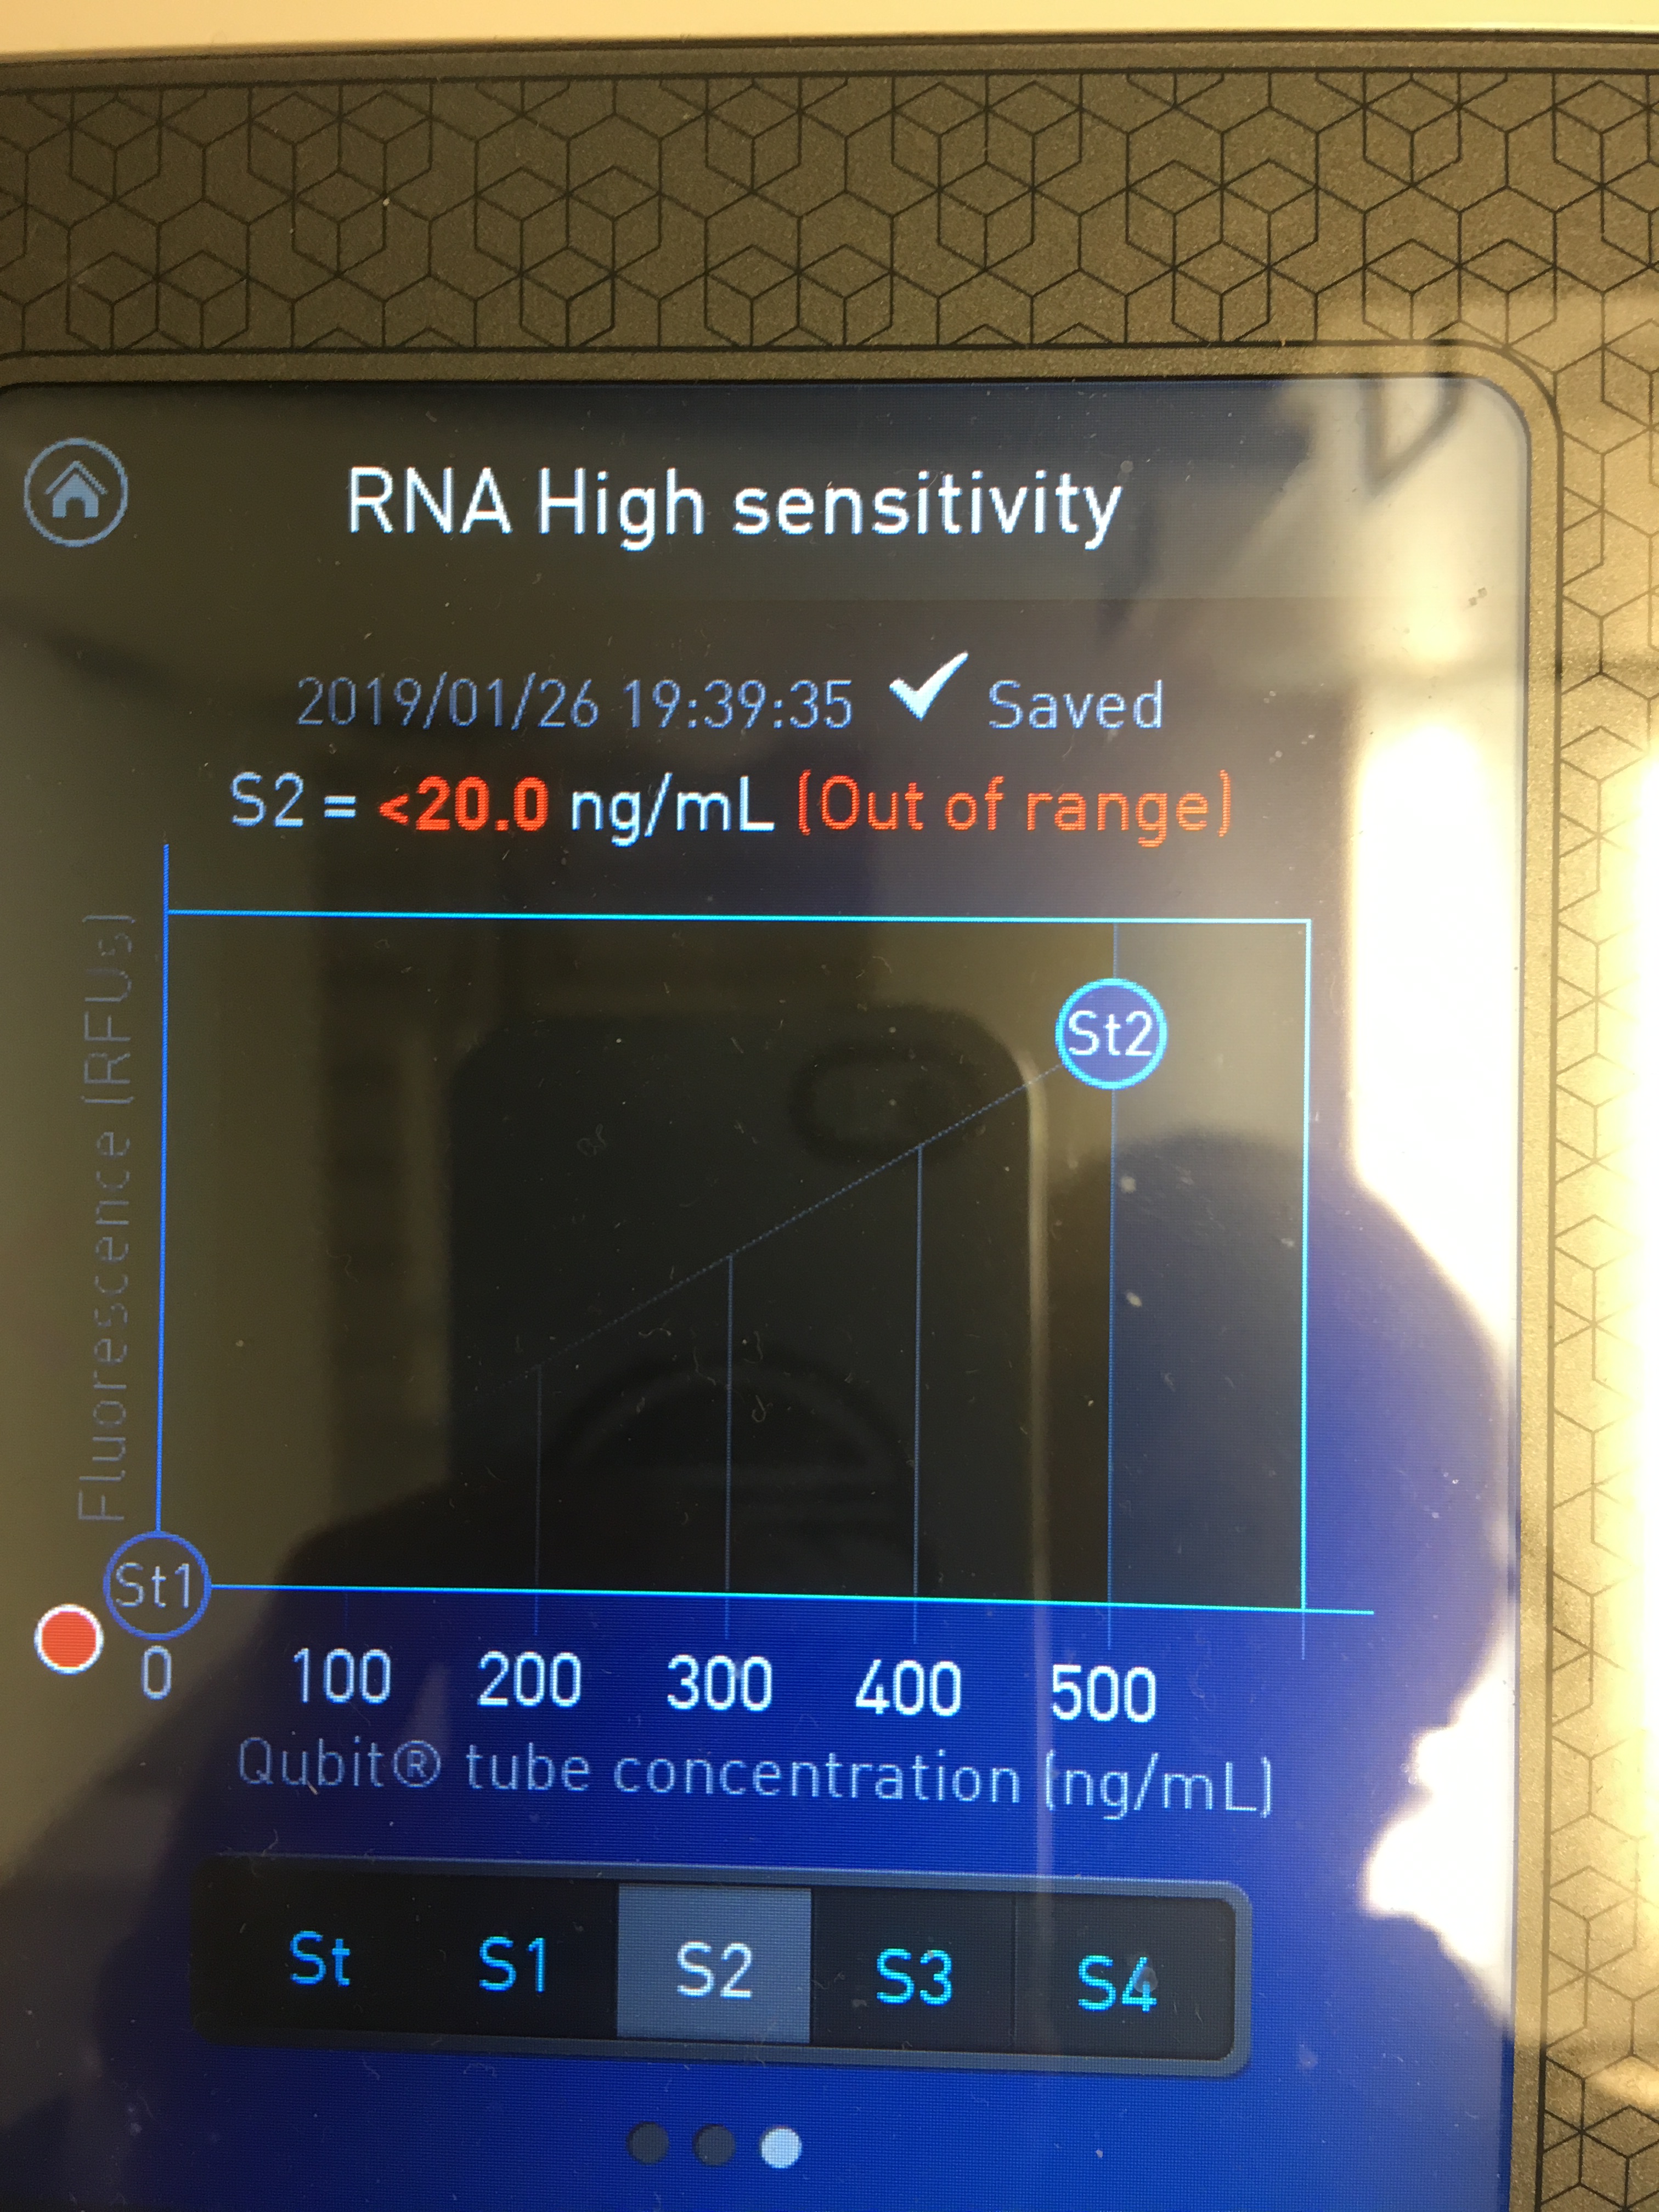 RNA High sensitivity
2019/01/26 19:39:35 Saved
S2 = <20.0 ng/mL (Out of range)
Fluorescence (RFUs)
St2
St1
0 100 200 300 400 500
Qubit® tube concentration (ng/mL)
St S1 S2 S3 S4